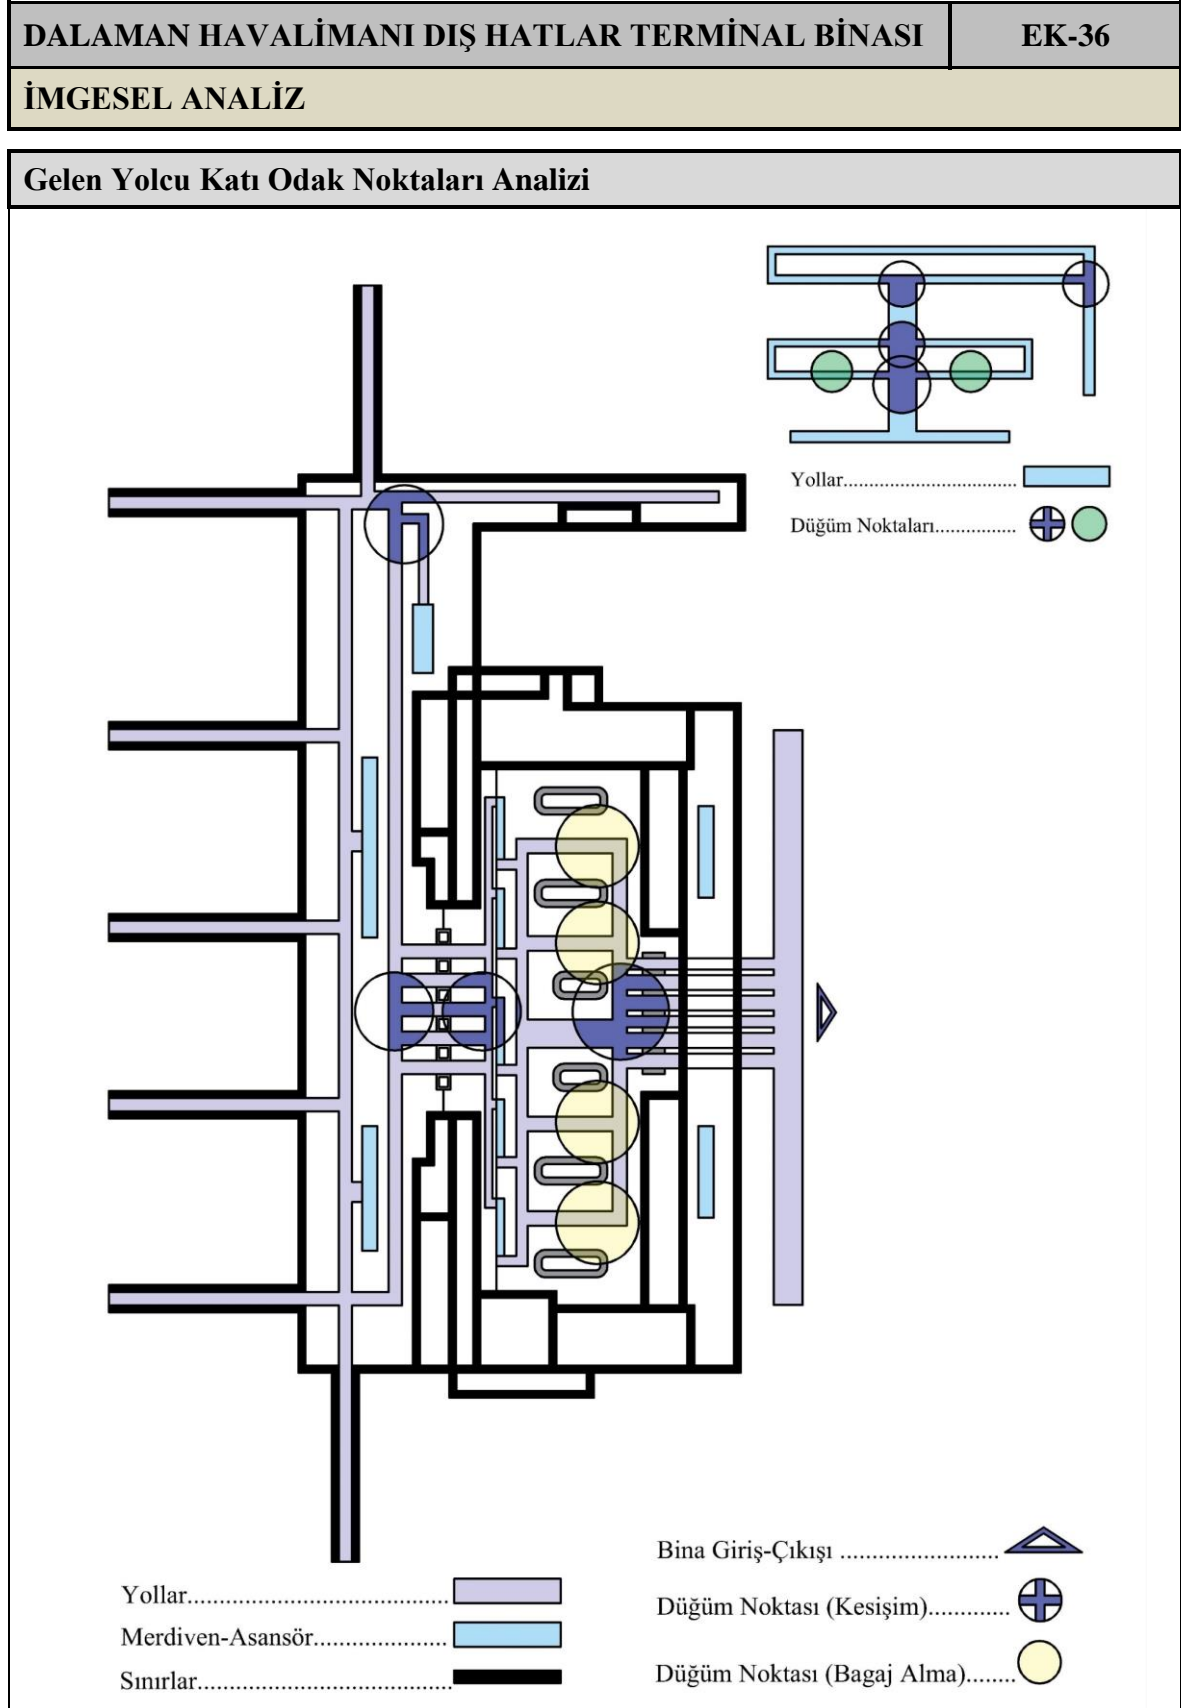 DALAMAN HAVALİMANI DIŞ HATLAR TERMİNAL BİNASI EK-36
İMGESEL ANALİZ
Gelen Yolcu Katı Odak Noktaları Analizi
Yollar.................................
Düğüm Noktaları................
Bina Giriş-Çıkışı .........................
Düğüm Noktası (Kesişim).............
Düğüm Noktası (Bagaj Alma)........
Yollar..........................................
Merdiven-Asansör.....................
Sınırlar.........................................